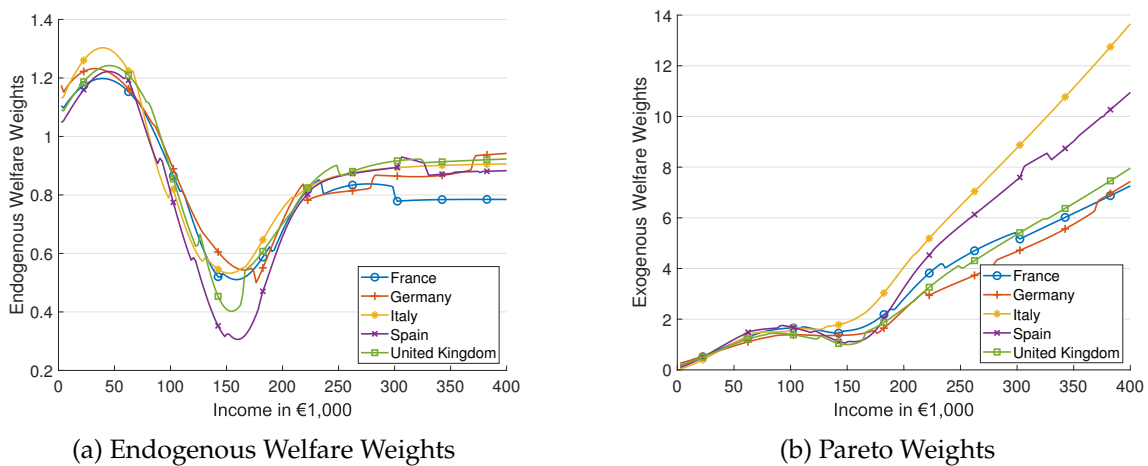 1.4
1.2
1
0.8
0.6
0.4
0.2
Endogenous Welfare Weights
0 50 100 150 200 250 300 350 400
Income in €1,000
France
Germany
Italy
Spain
United Kingdom
(a) Endogenous Welfare Weights
14
12
10
8
6
4
2
0
Exogenous Welfare Weights
0 50 100 150 200 250 300 350 400
Income in €1,000
France
Germany
Italy
Spain
United Kingdom
(b) Pareto Weights